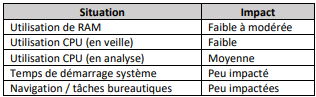 Situation Impact
Utilisation de RAM Faible à modérée
Utilisation CPU (en veille) Faible
Utilisation CPU (en analyse) Moyenne
Temps de démarrage système Peu impacté
Navigation / tâches bureautiques Peu impactées